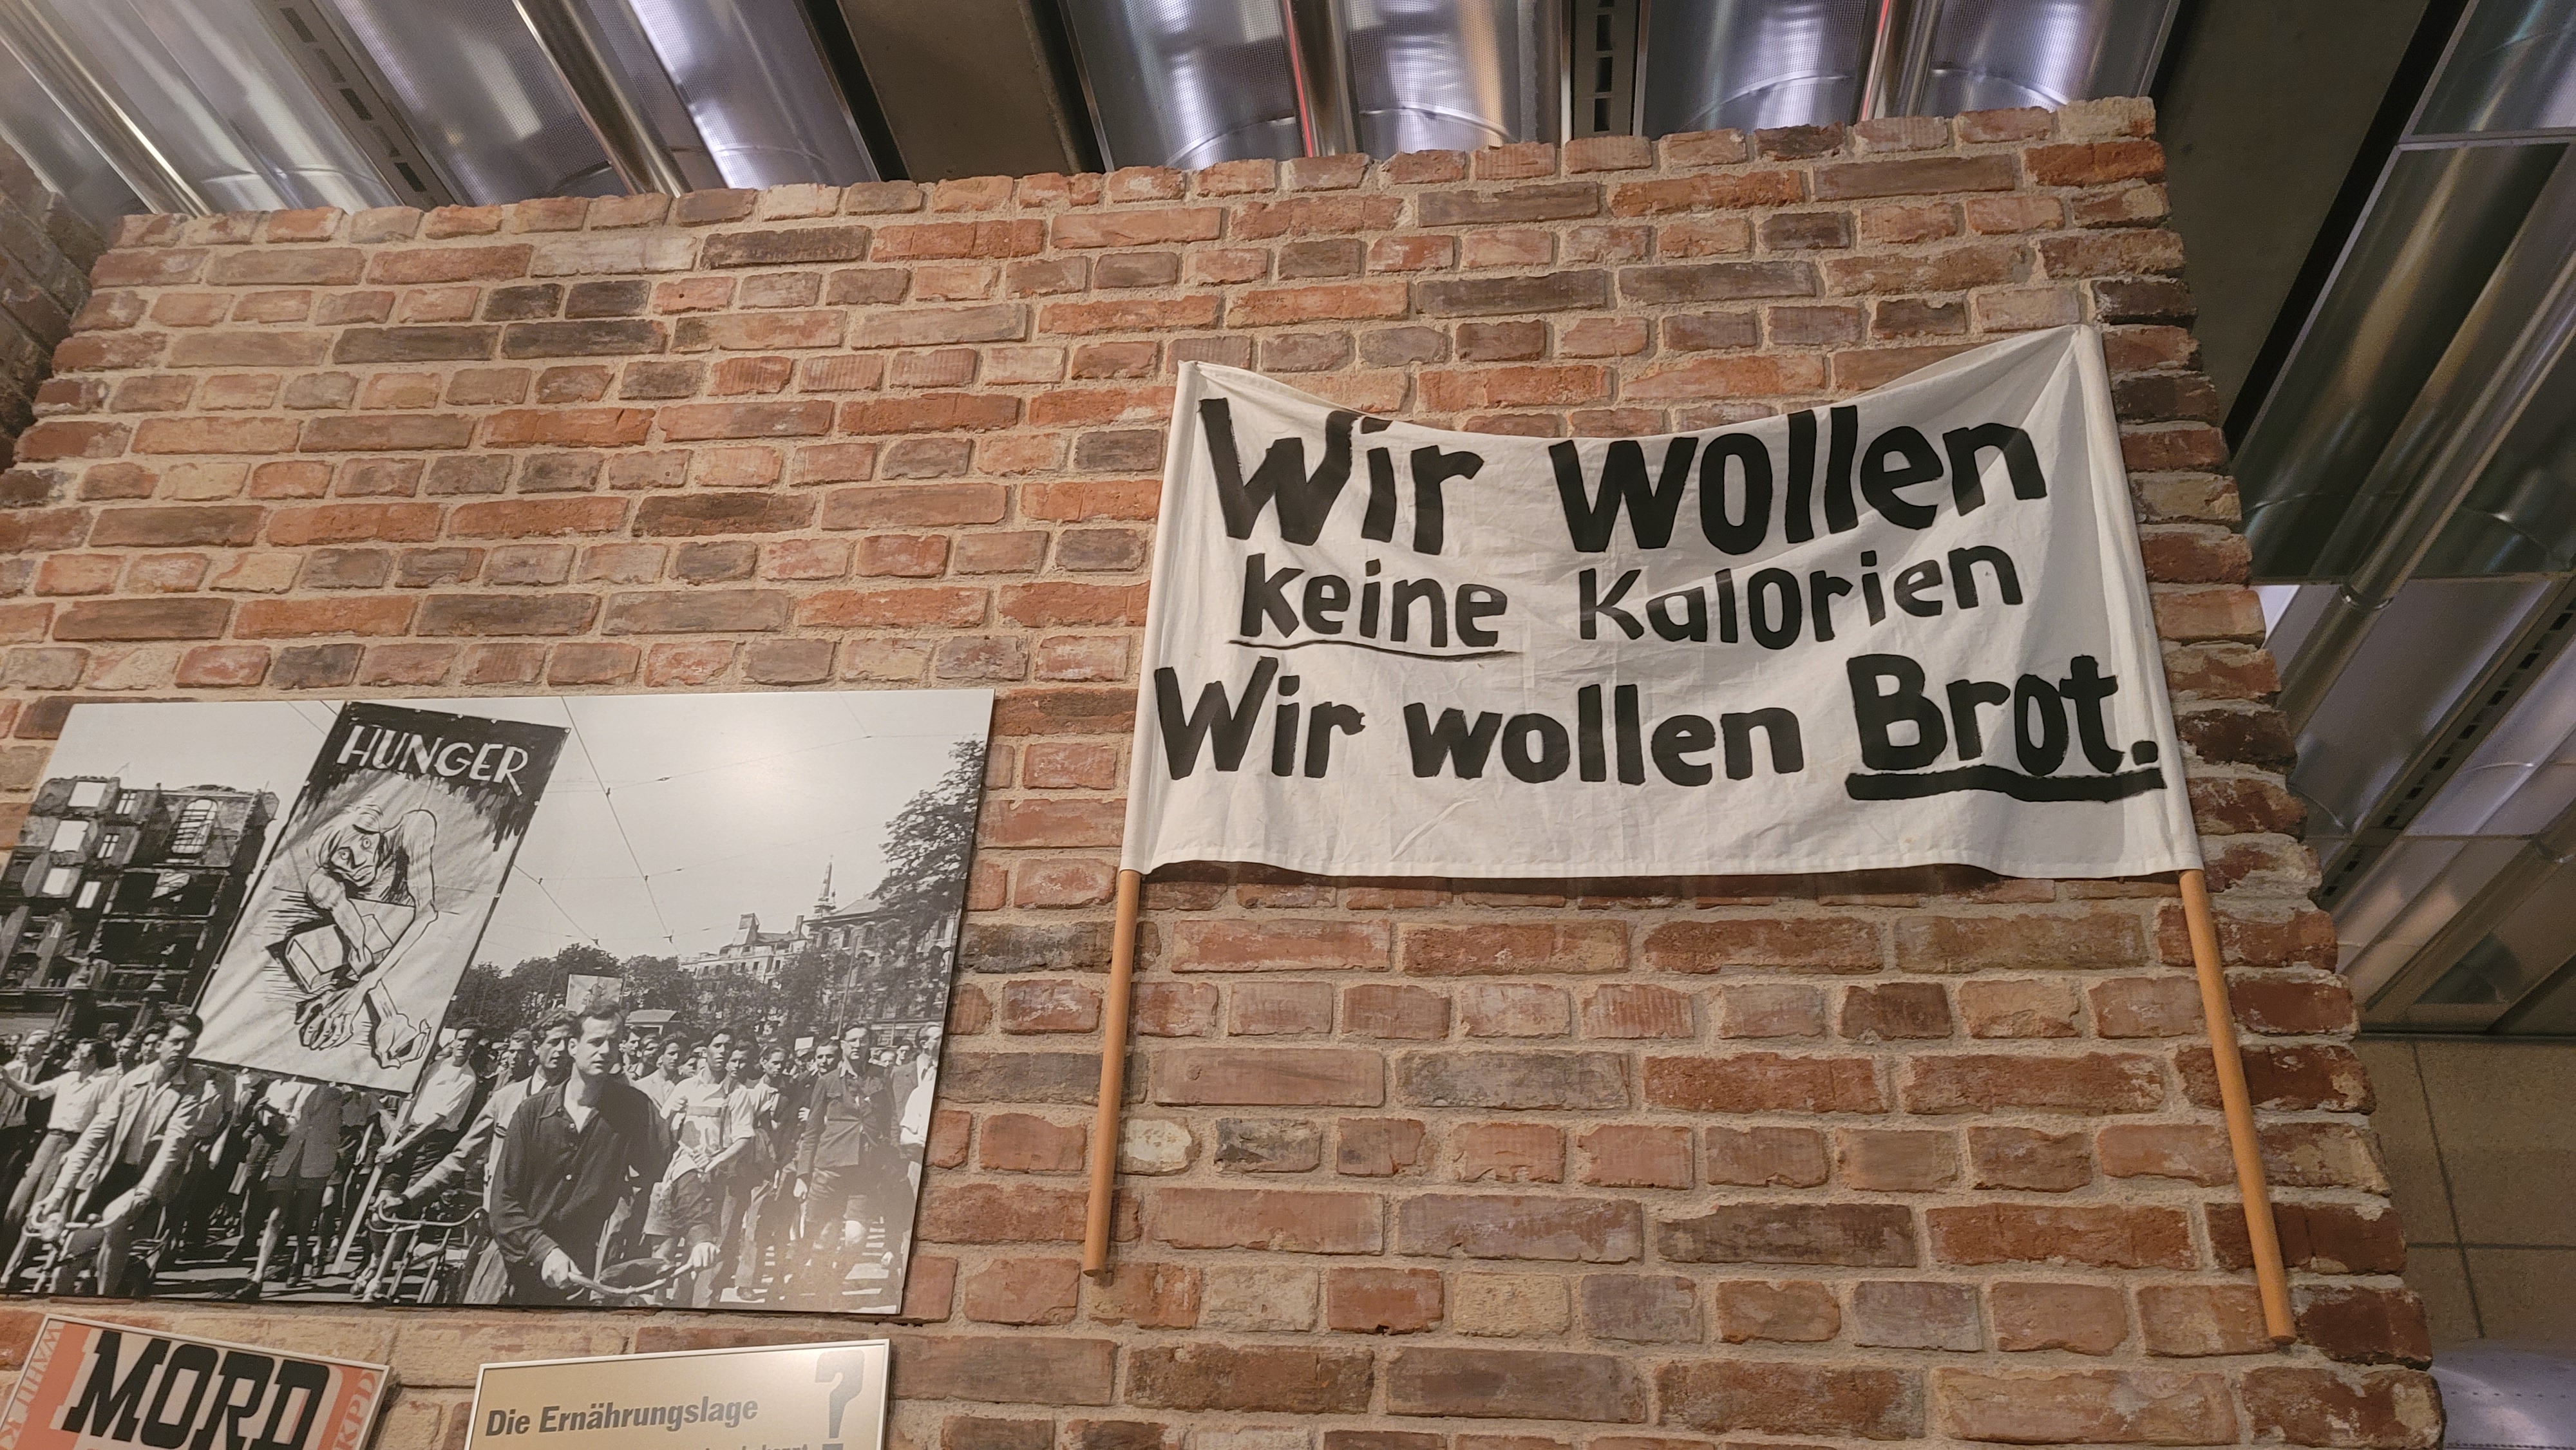 Wir wollen
keine Kalorien
Wir wollen Brot.
HUNGER
MORD
KPD
Die Ernährungslage
?